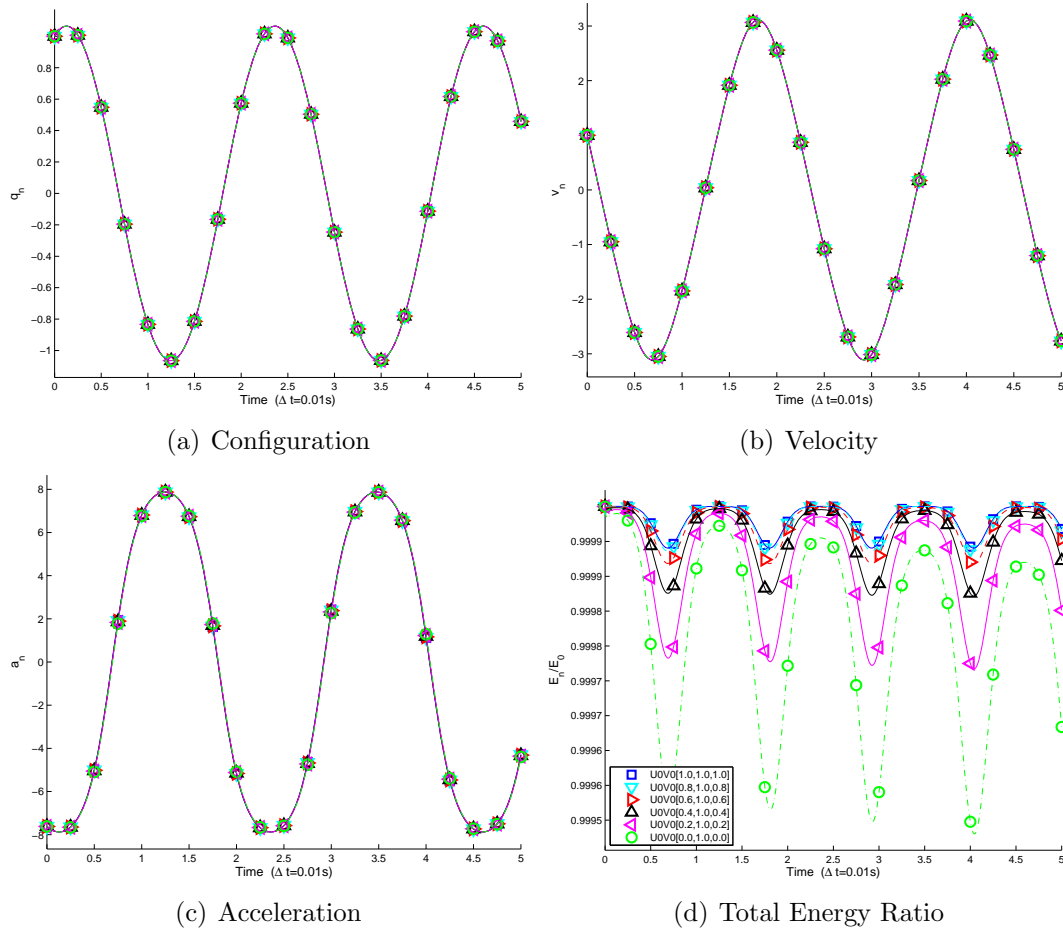 0.8
0.6
0.4
0.2
0
−0.2
−0.4
−0.6
−0.8
−1
q_n
0 0.5 1 1.5 2 2.5 3 3.5 4 4.5 5
Time (Δ t=0.01s)
(a) Configuration
3
2
1
0
−1
−2
−3
v_n
0 0.5 1 1.5 2 2.5 3 3.5 4 4.5 5
Time (Δ t=0.01s)
(b) Velocity
8
6
4
2
0
−2
−4
−6
−8
a_n
0 0.5 1 1.5 2 2.5 3 3.5 4 4.5 5
Time (Δ t=0.01s)
(c) Acceleration
0.9999
0.9999
0.9998
0.9998
0.9997
0.9997
0.9996
0.9996
0.9995
E_n/E_0
U0V0[1.0,1.0,1.0]
U0V0[0.8,1.0,0.8]
U0V0[0.6,1.0,0.6]
U0V0[0.4,1.0,0.4]
U0V0[0.2,1.0,0.2]
U0V0[0.0,1.0,0.0]
0 0.5 1 1.5 2 2.5 3 3.5 4 4.5 5
Time (Δ t=0.01s)
(d) Total Energy Ratio